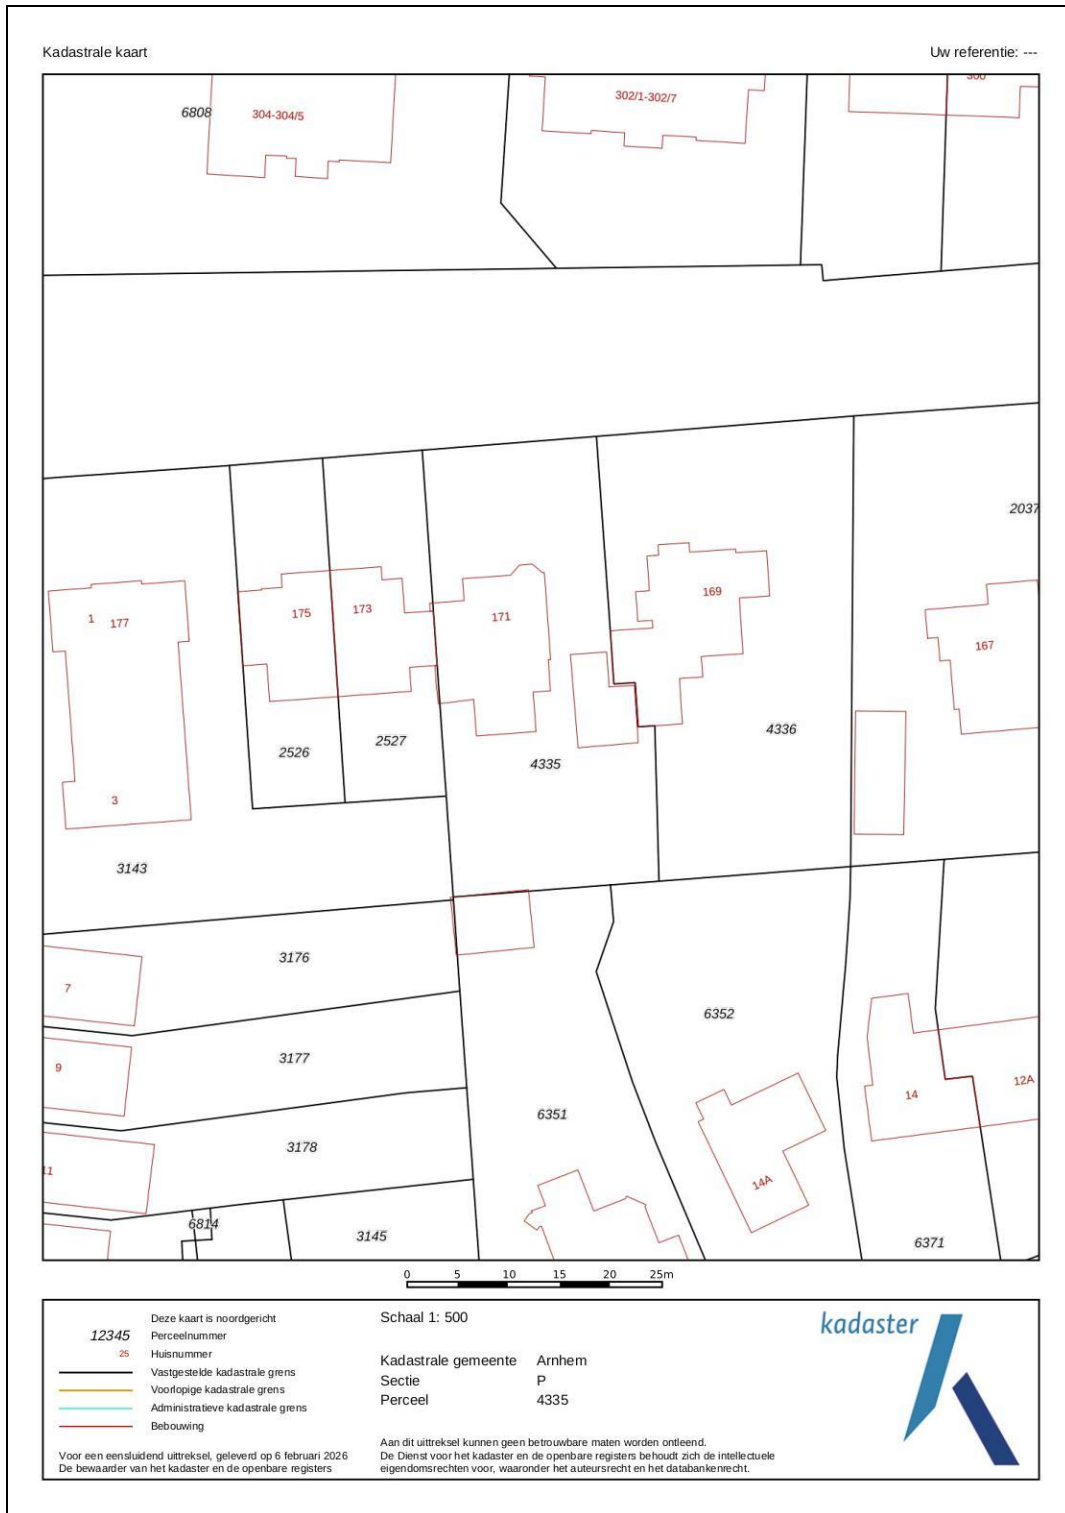 Kadastrale kaart
Uw referentie: ---
6808
304-304/5
302/1-302/7
300
2037
1
177
175
173
171
169
167
2526
2527
4335
4336
3
3143
7
3176
6352
9
3177
6351
14
12A
11
3178
14A
6814
3145
6371
0 5 10 15 20 25m
Deze kaart is noordgericht
12345 Perceelnummer
25 Huisnummer
Vastgestelde kadastrale grens
Voorlopige kadastrale grens
Administratieve kadastrale grens
Bebouwing
Voor een eensluidend uittreksel, geleverd op 6 februari 2026
De bewaarder van het kadaster en de openbare registers
Schaal 1: 500
Kadastrale gemeente Arnhem
Sectie P
Perceel 4335
Aan dit uittreksel kunnen geen betrouwbare maten worden ontleend.
De Dienst voor het kadaster en de openbare registers behoudt zich de intellectuele
eigendomsrechten voor, waaronder het auteursrecht en het databankenrecht.
kadaster